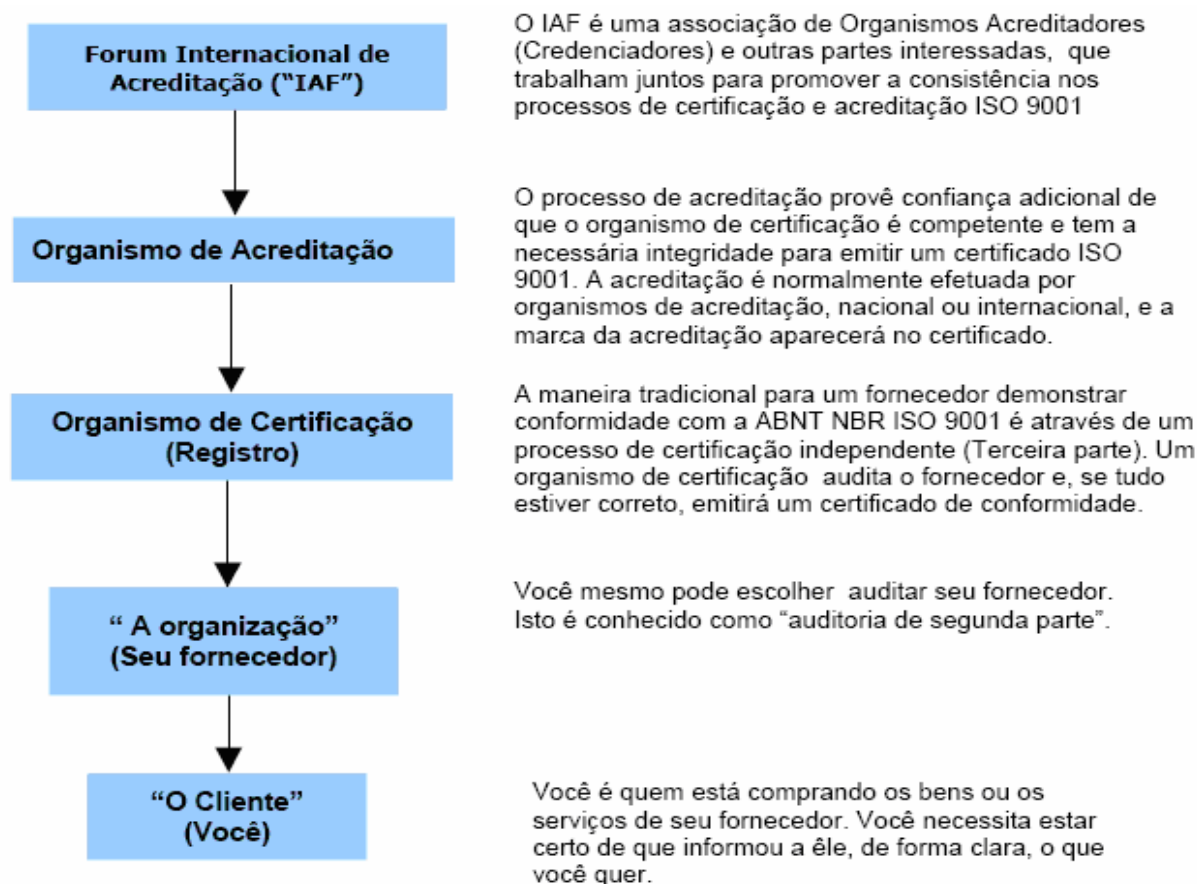 Forum Internacional de
Acreditação (“IAF”)
O IAF é uma associação de Organismos Acreditadores
(Credenciadores) e outras partes interessadas, que
trabalham juntos para promover a consistência nos
processos de certificação e acreditação ISO 9001
Organismo de Acreditação
O processo de acreditação provê confiança adicional de
que o organismo de certificação é competente e tem a
necessária integridade para emitir um certificado ISO
9001. A acreditação é normalmente efetuada por
organismos de acreditação, nacional ou internacional, e a
marca da acreditação aparecerá no certificado.
Organismo de Certificação
(Registro)
A maneira tradicional para um fornecedor demonstrar
conformidade com a ABNT NBR ISO 9001 é através de um
processo de certificação independente (Terceira parte). Um
organismo de certificação audita o fornecedor e, se tudo
estiver correto, emitirá um certificado de conformidade.
“ A organização”
(Seu fornecedor)
Você mesmo pode escolher auditar seu fornecedor.
Isto é conhecido como “auditoria de segunda parte”.
“O Cliente”
(Você)
Você é quem está comprando os bens ou os
serviços de seu fornecedor. Você necessita estar
certo de que informou a êle, de forma clara, o que
você quer.